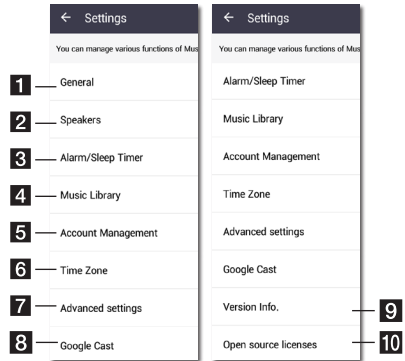 ← Settings
You can manage various functions of Mus
1 General
2 Speakers
3 Alarm/Sleep Timer
4 Music Library
5 Account Management
6 Time Zone
7 Advanced settings
8 Google Cast
← Settings
You can manage various functions of Mus
Alarm/Sleep Timer
Music Library
Account Management
Time Zone
Advanced settings
Google Cast
Version Info. 9
Open source licenses 10